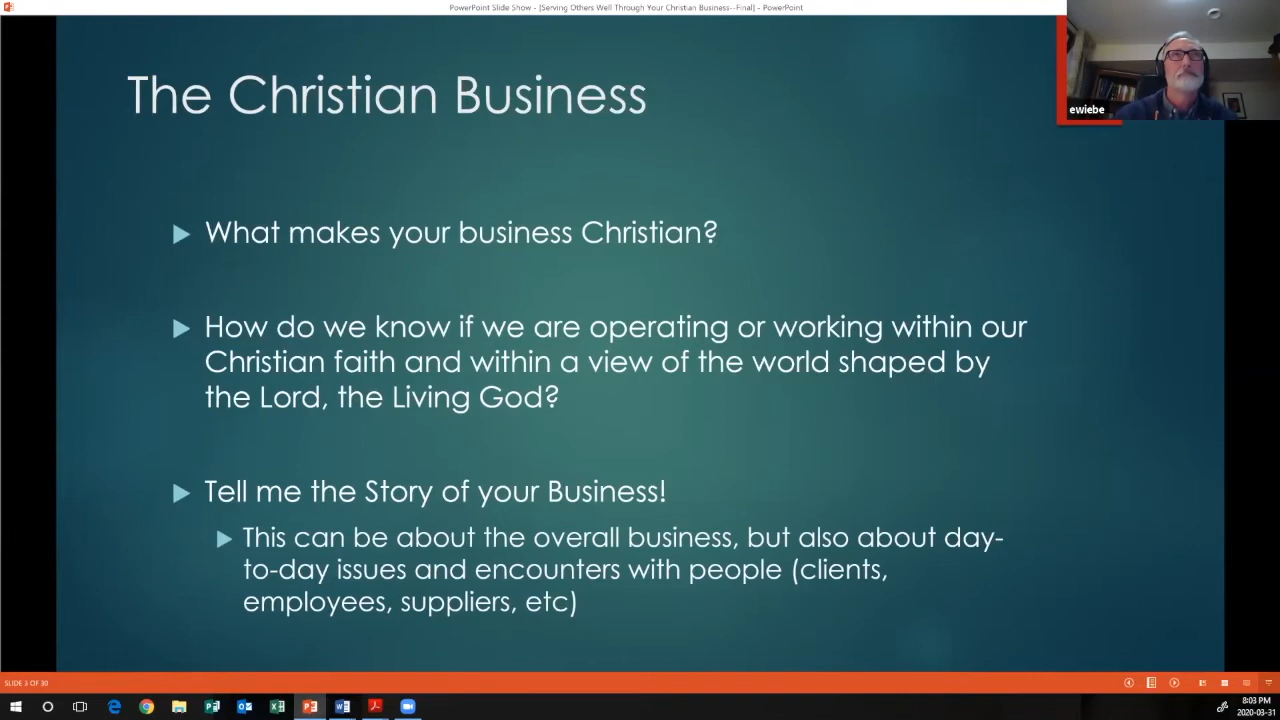 PowerPoint Slide Show - [Serving Others Well Through Your Christian Business--Final] - PowerPoint
ewiebe
The Christian Business
What makes your business Christian?
How do we know if we are operating or working within our
Christian faith and within a view of the world shaped by
the Lord, the Living God?
Tell me the Story of your Business!
This can be about the overall business, but also about day-
to-day issues and encounters with people (clients,
employees, suppliers, etc)
SLIDE 3 OF 30
8:03 PM
2020-03-31